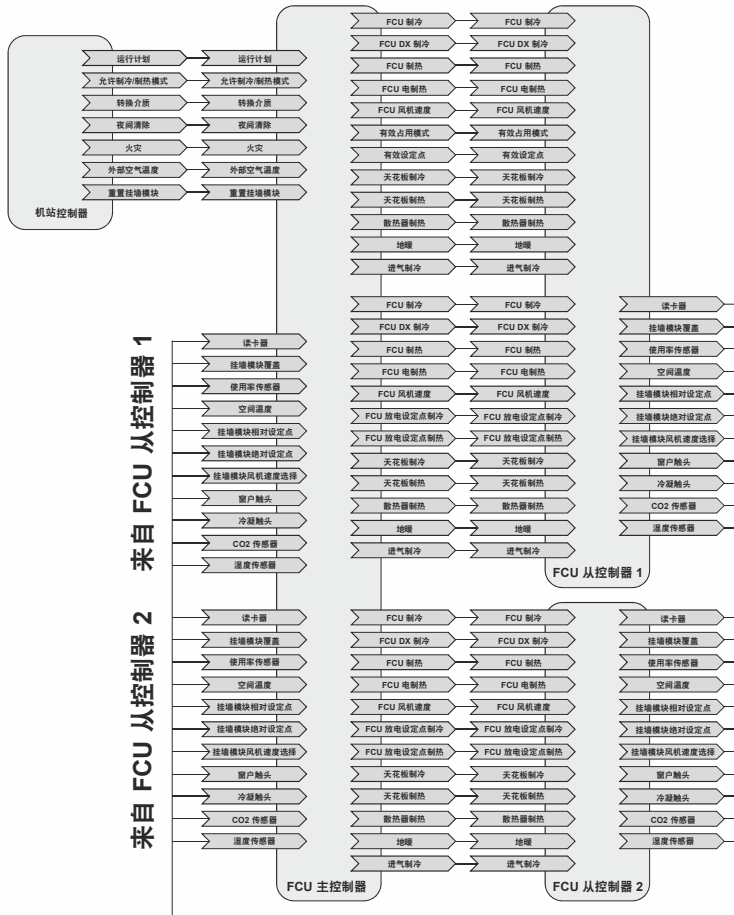 运行计划
允许制冷/制热模式
转换介质
夜间清除
火灾
外部空气温度
重置挂墙模块
机站控制器
运行计划
允许制冷/制热模式
转换介质
夜间清除
火灾
外部空气温度
重置挂墙模块
来自 FCU 从控制器 1
读卡器
挂墙模块覆盖
使用率传感器
空间温度
挂墙模块相对设定点
挂墙模块绝对设定点
挂墙模块风机速度选择
窗户触头
冷凝触头
CO2 传感器
湿度传感器
来自 FCU 从控制器 2
读卡器
挂墙模块覆盖
使用率传感器
空间温度
挂墙模块相对设定点
挂墙模块绝对设定点
挂墙模块风机速度选择
窗户触头
冷凝触头
CO2 传感器
湿度传感器
FCU 制冷
FCU DX 制冷
FCU 制热
FCU 电制热
FCU 风机速度
有效占用模式
有效设定点
天花板制冷
天花板制热
散热器制热
地暖
进气制冷
FCU 制冷
FCU DX 制冷
FCU 制热
FCU 电制热
FCU 风机速度
FCU 放电设定点制冷
FCU 放电设定点制热
天花板制冷
天花板制热
散热器制热
地暖
进气制冷
FCU 制冷
FCU DX 制冷
FCU 制热
FCU 电制热
FCU 风机速度
FCU 放电设定点制冷
FCU 放电设定点制热
天花板制冷
天花板制热
散热器制热
地暖
进气制冷
FCU 主控制器
FCU 制冷
FCU DX 制冷
FCU 制热
FCU 电制热
FCU 风机速度
有效占用模式
有效设定点
天花板制冷
天花板制热
散热器制热
地暖
进气制冷
FCU 制冷
FCU DX 制冷
FCU 制热
FCU 电制热
FCU 风机速度
FCU 放电设定点制冷
FCU 放电设定点制热
天花板制冷
天花板制热
散热器制热
地暖
进气制冷
读卡器
挂墙模块覆盖
使用率传感器
空间温度
挂墙模块相对设定点
挂墙模块绝对设定点
挂墙模块风机速度选择
窗户触头
冷凝触头
CO2 传感器
湿度传感器
FCU 从控制器 1
FCU 制冷
FCU DX 制冷
FCU 制热
FCU 电制热
FCU 风机速度
FCU 放电设定点制冷
FCU 放电设定点制热
天花板制冷
天花板制热
散热器制热
地暖
进气制冷
读卡器
挂墙模块覆盖
使用率传感器
空间温度
挂墙模块相对设定点
挂墙模块绝对设定点
挂墙模块风机速度选择
窗户触头
冷凝触头
CO2 传感器
湿度传感器
FCU 从控制器 2